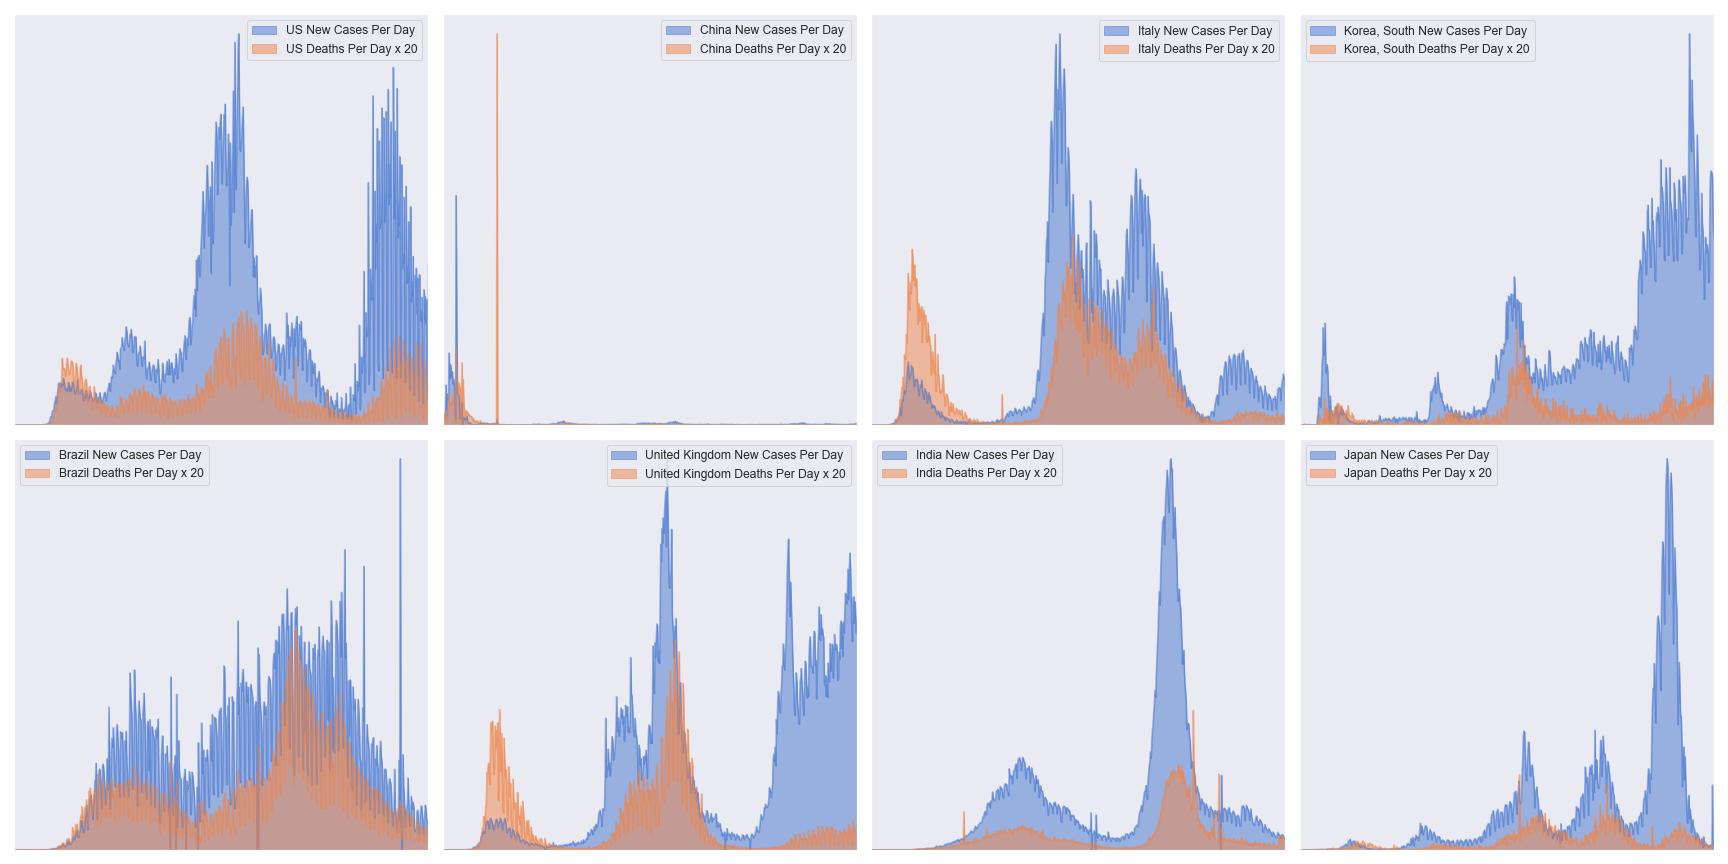 US New Cases Per Day
US Deaths Per Day x 20
China New Cases Per Day
China Deaths Per Day x 20
Italy New Cases Per Day
Italy Deaths Per Day x 20
Korea, South New Cases Per Day
Korea, South Deaths Per Day x 20
Brazil New Cases Per Day
Brazil Deaths Per Day x 20
United Kingdom New Cases Per Day
United Kingdom Deaths Per Day x 20
India New Cases Per Day
India Deaths Per Day x 20
Japan New Cases Per Day
Japan Deaths Per Day x 20